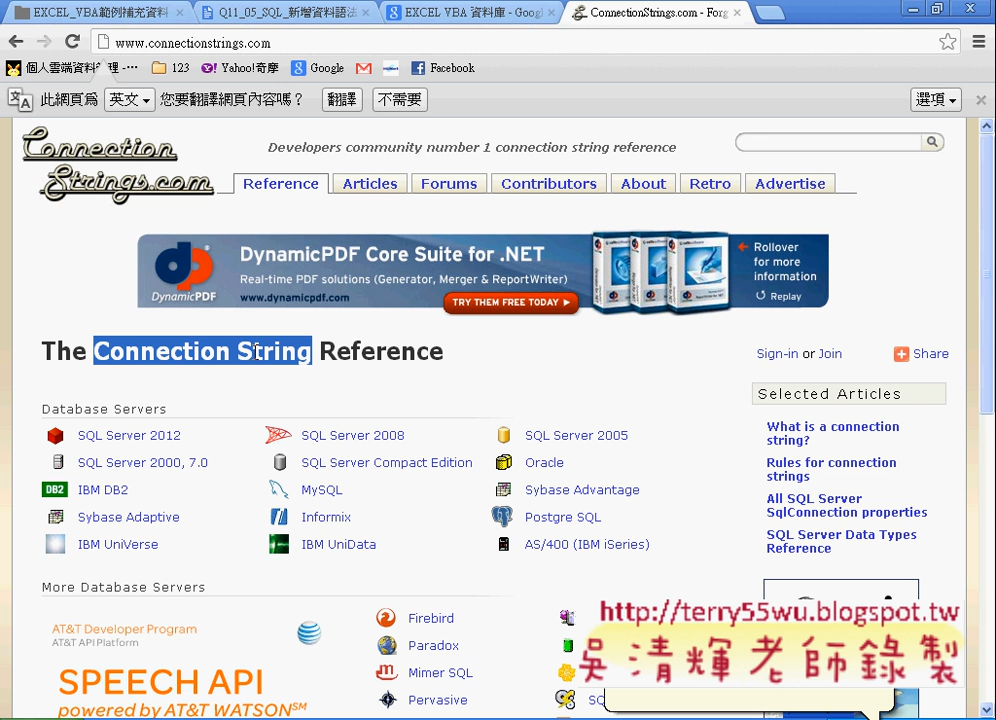 EXCEL_VBA範例補充資料
Q11_05_SQL_新增資料語法
EXCEL VBA 資料庫 - Goog
ConnectionStrings.com - Forg
www.connectionstrings.com
個人雲端資料
理 -…
123
Yahoo!奇摩
Google
Facebook
此網頁為 英文 您要翻譯網頁內容嗎？ 翻譯 不需要 選項
Connection
Strings.com
Developers community number 1 connection string reference
Reference Articles Forums Contributors About Retro Advertise
DynamicPDF
DynamicPDF Core Suite for .NET
Real-time PDF solutions (Generator, Merger & ReportWriter)
www.dynamicpdf.com
TRY THEM FREE TODAY
Rollover
for more
information
Replay
The Connection String Reference
Sign-in or Join
Share
Database Servers
SQL Server 2012 SQL Server 2008 SQL Server 2005
SQL Server 2000, 7.0 SQL Server Compact Edition Oracle
DB2 IBM DB2 MySQL Sybase Advantage
Sybase Adaptive Informix Postgre SQL
IBM UniVerse IBM UniData AS/400 (IBM iSeries)
Selected Articles
What is a connection
string?
Rules for connection
strings
All SQL Server
SqlConnection properties
SQL Server Data Types
Reference
More Database Servers
AT&T Developer Program
AT&T API Platform
SPEECH API
powered by AT&T WATSON℠
Firebird
Paradox
Mimer SQL
Pervasive
SQ
http://terry55wu.blogspot.tw
吳清輝老師錄製